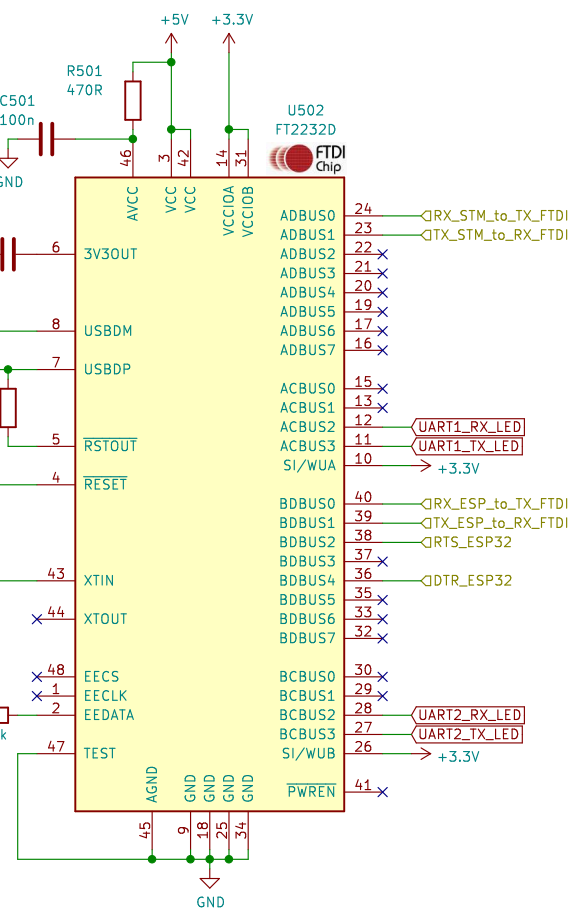 +5V
+3.3V
R501
470R
C501
100n
GND
U502
FT2232D
FTDI
Chip
46
3
42
14
31
AVCC
VCC
VCC
VCCIOA
VCCIOB
6
3V3OUT
8
USBDM
7
USBDP
5
RSTOUT
4
RESET
43
XTIN
44
XTOUT
48
EECS
1
EECLK
2
EEDATA
k
47
TEST
ADBUS0
24
RX_STM_to_TX_FTDI
ADBUS1
23
TX_STM_to_RX_FTDI
ADBUS2
22
ADBUS3
21
ADBUS4
20
ADBUS5
19
ADBUS6
17
ADBUS7
16
ACBUS0
15
ACBUS1
13
ACBUS2
12
UART1_RX_LED
ACBUS3
11
UART1_TX_LED
SI/WUA
10
+3.3V
BDBUS0
40
RX_ESP_to_TX_FTDI
BDBUS1
39
TX_ESP_to_RX_FTDI
BDBUS2
38
RTS_ESP32
BDBUS3
37
BDBUS4
36
DTR_ESP32
BDBUS5
35
BDBUS6
33
BDBUS7
32
BCBUS0
30
BCBUS1
29
BCBUS2
28
UART2_RX_LED
BCBUS3
27
UART2_TX_LED
SI/WUB
26
+3.3V
PWREN
41
AGND
GND
GND
GND
GND
45
9
18
25
34
GND